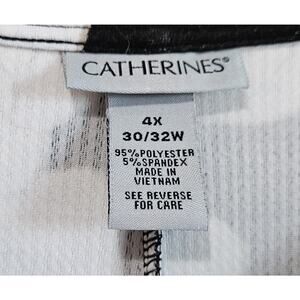 CATHERINES®
4X
30/32W
95% POLYESTER
5% SPANDEX
MADE IN
VIETNAM
SEE REVERSE
FOR CARE